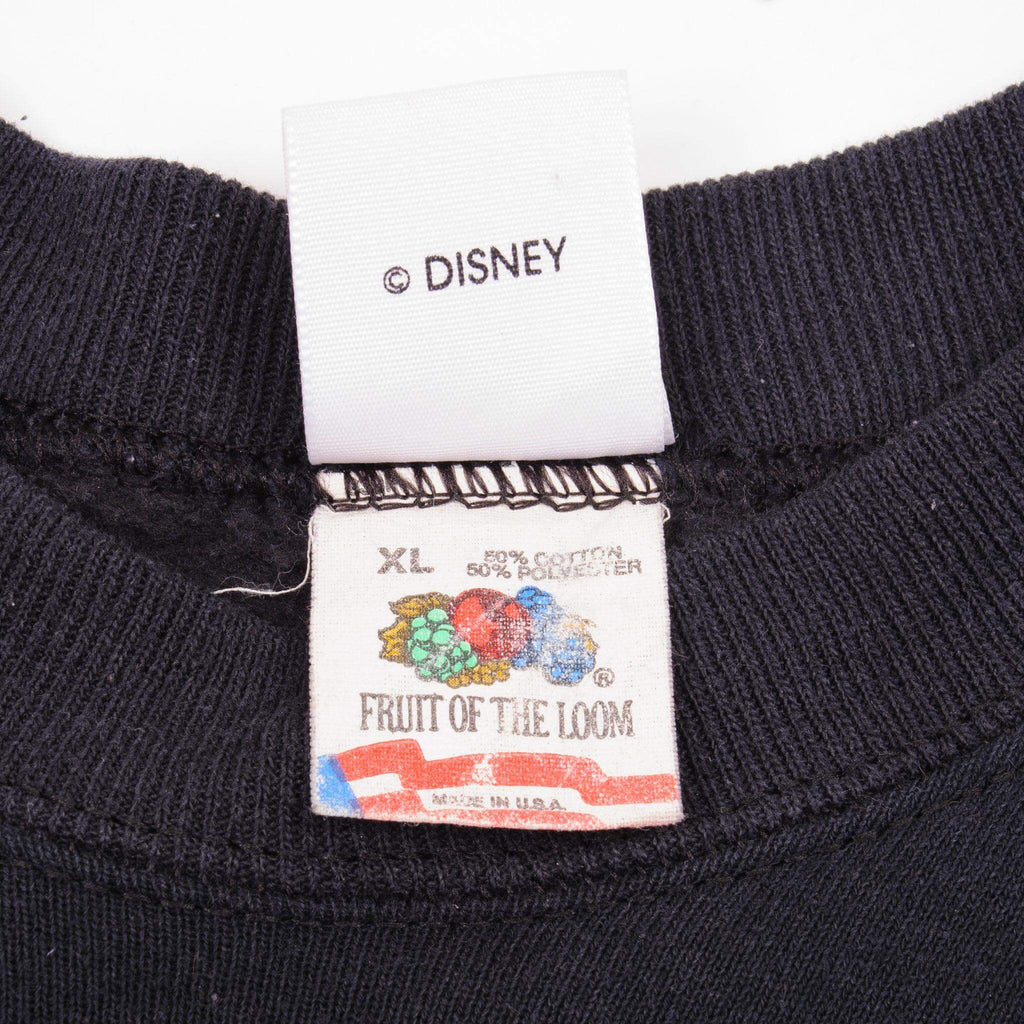 © DISNEY
XL 50% COTTON
50% POLYESTER
®
FRUIT OF THE LOOM
MADE IN U.S.A.